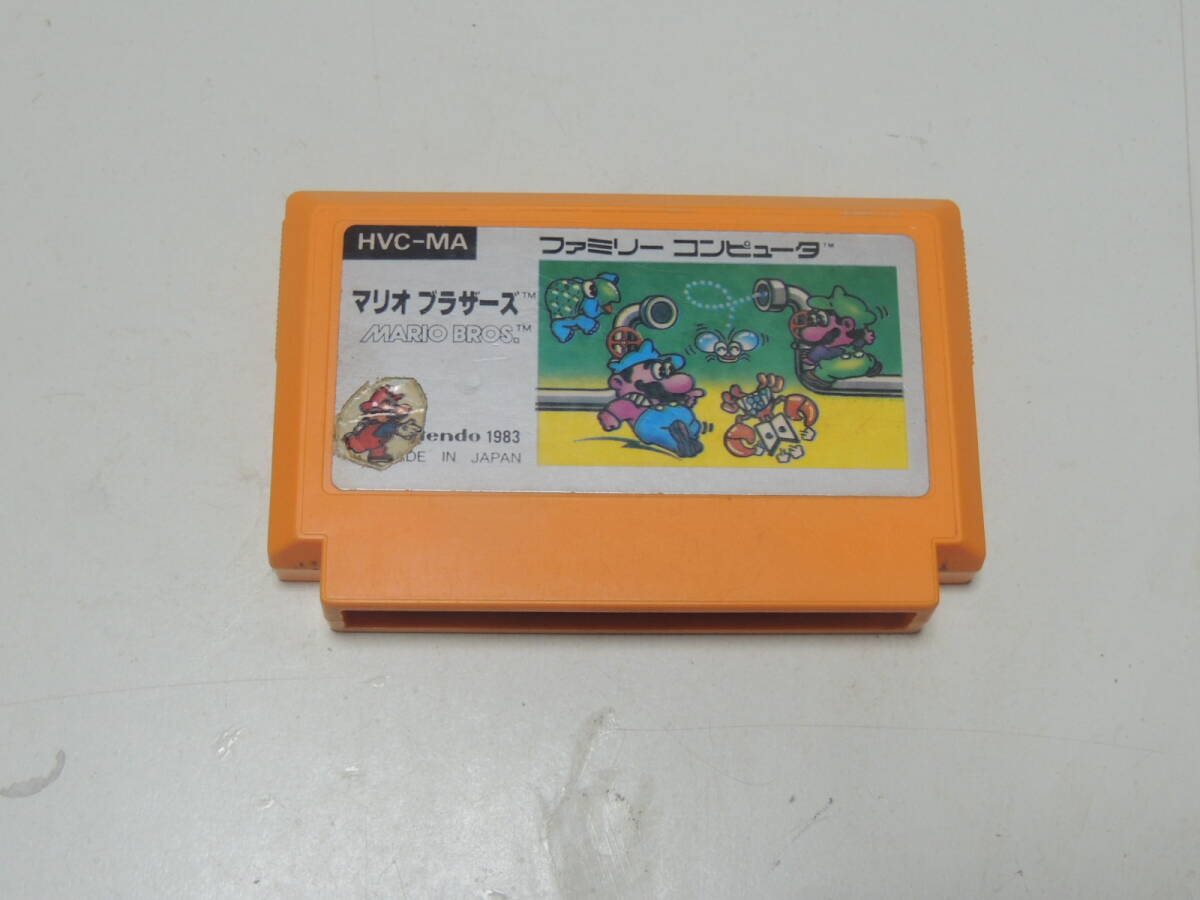 HVC-MA
ファミリー コンピュータ™
マリオ ブラザーズ™
MARIO BROS.™
1983
IN JAPAN